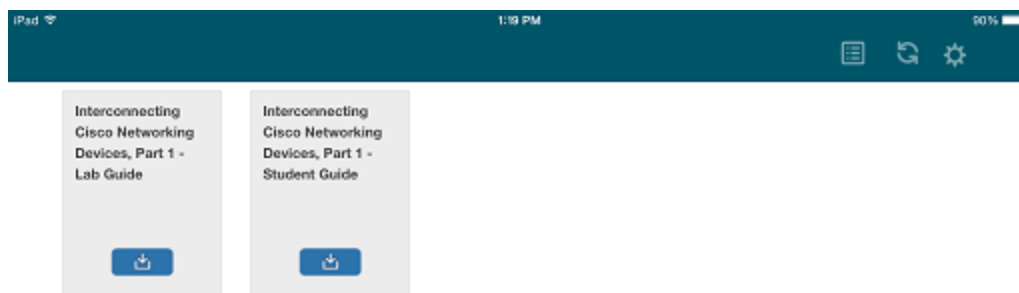 iPad 1:19 PM 90%
Interconnecting
Cisco Networking
Devices, Part 1 -
Lab Guide
Interconnecting
Cisco Networking
Devices, Part 1 -
Student Guide